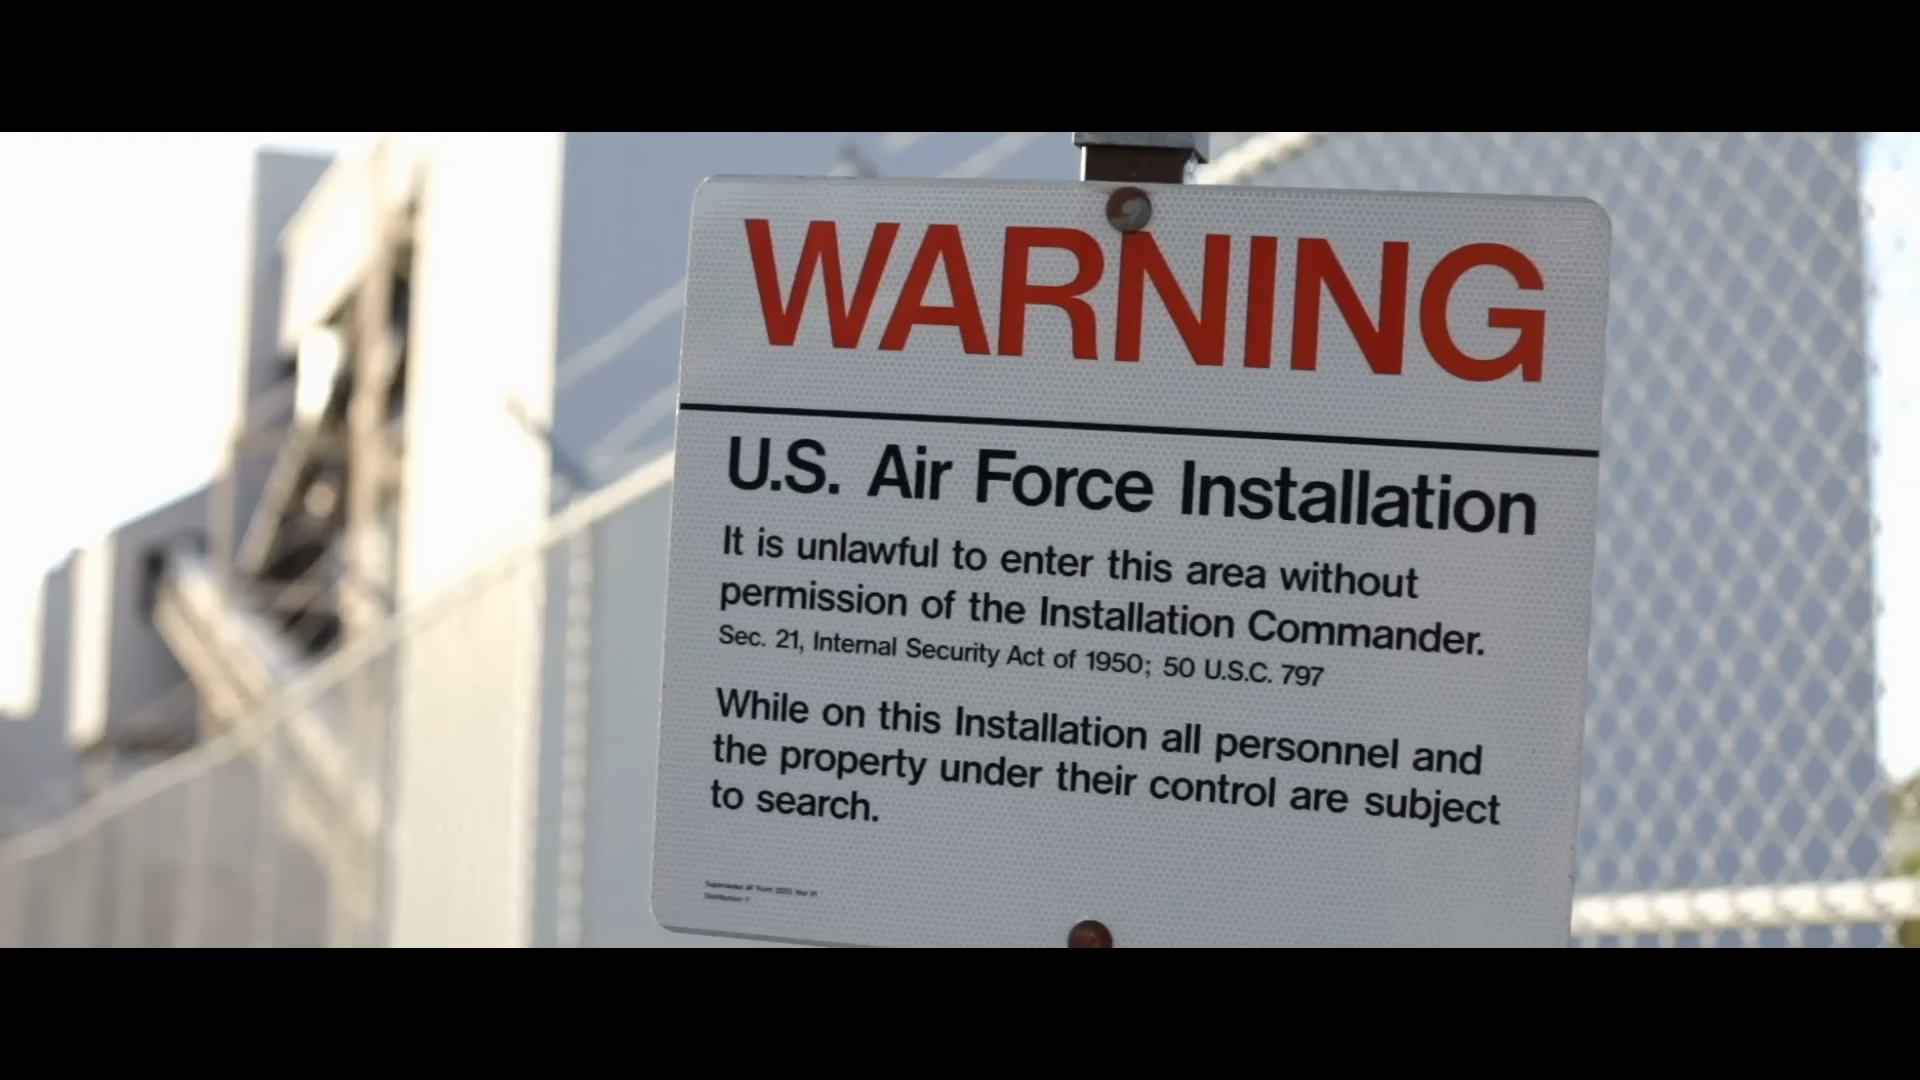 WARNING
U.S. Air Force Installation
It is unlawful to enter this area without
permission of the Installation Commander.
Sec. 21, Internal Security Act of 1950; 50 U.S.C. 797
While on this Installation all personnel and
the property under their control are subject
to search.